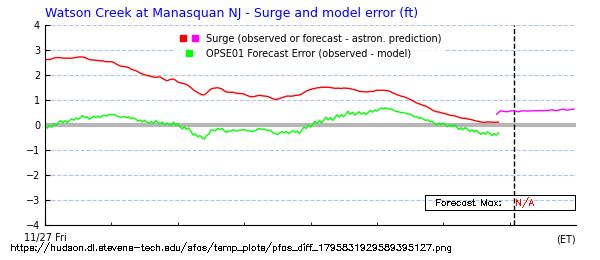 Watson Creek at Manasquan NJ - Surge and model error (ft)
4
Surge (observed or forecast - astron. prediction)
3
OPSE01 Forecast Error (observed - model)
2
1
0
−1
−2
−3
Forecast Max: N/A
−4
11/27 Fri
(ET)
https://hudson.dl.stevens-tech.edu/sfas/temp_plots/pfas_diff_1795831929589395127.png